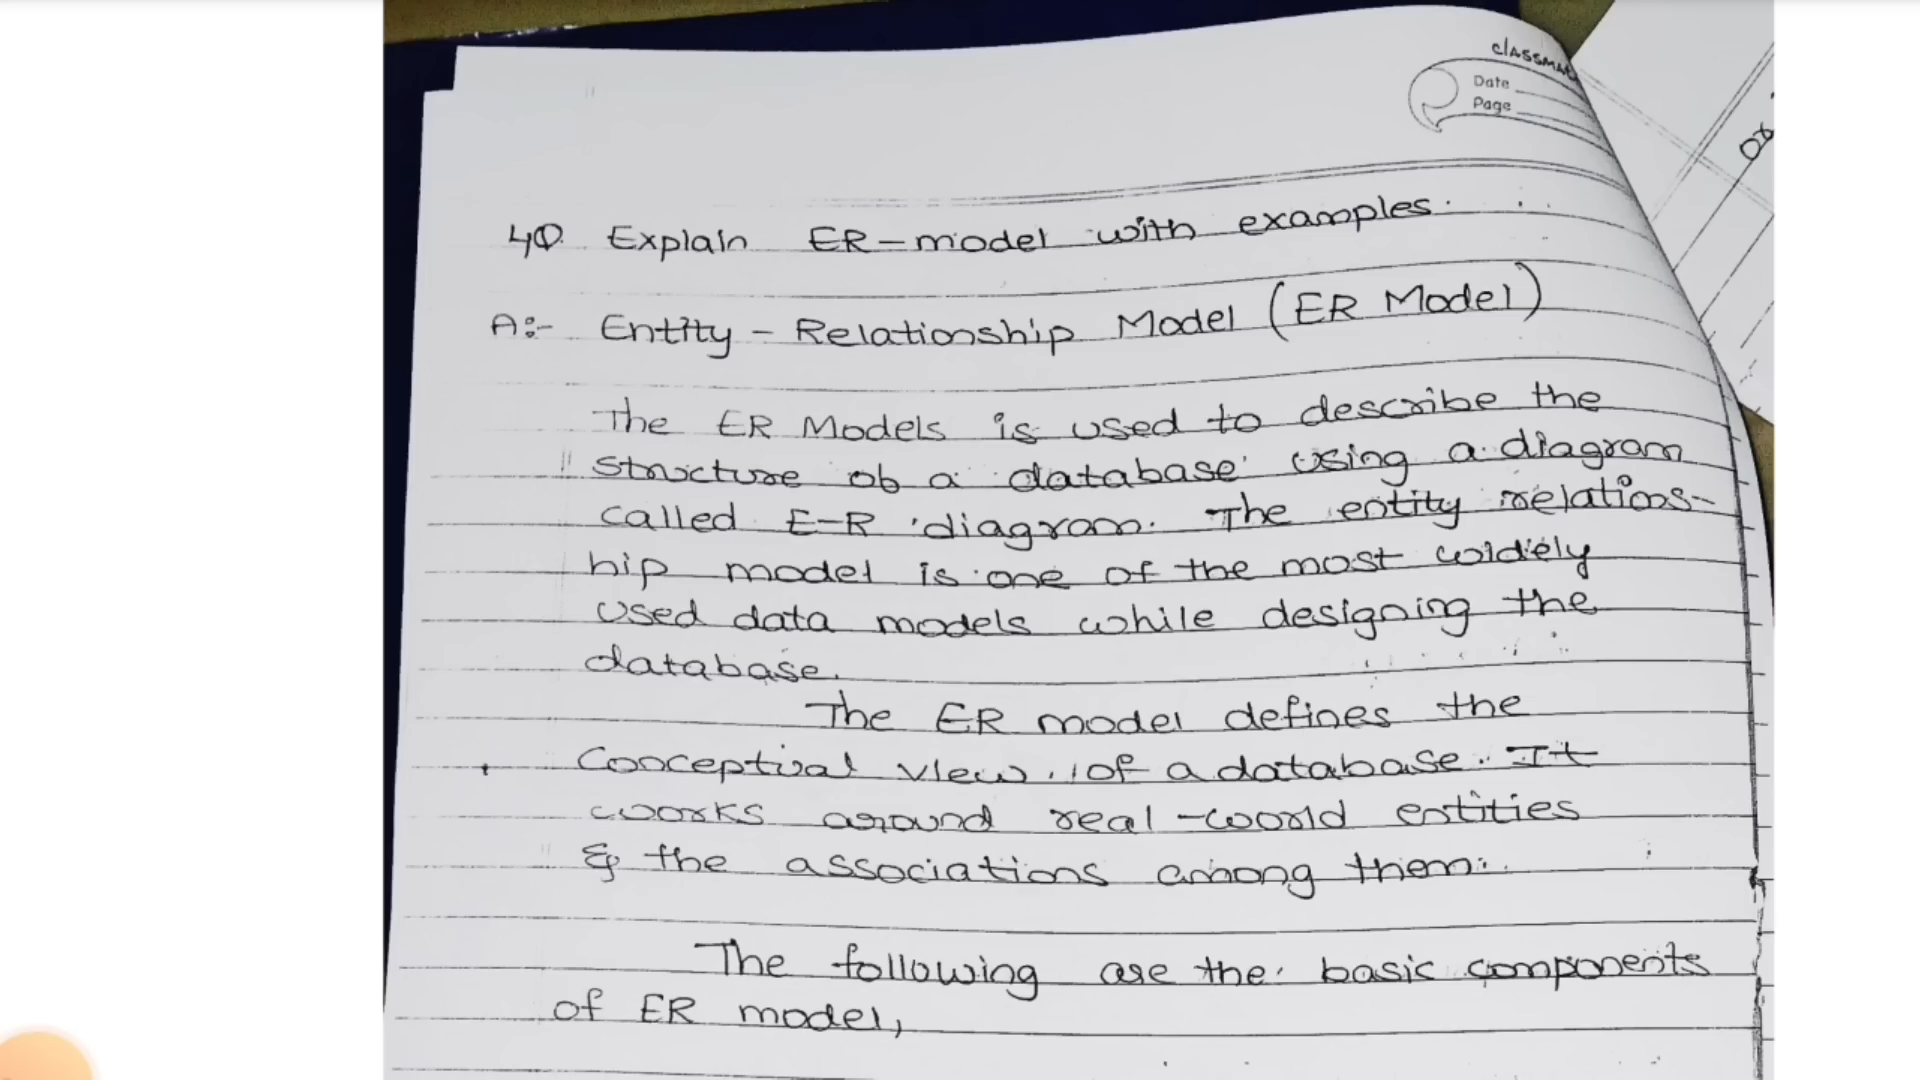 classma
Date
Page
4Q. Explain ER-model with examples.
A:- Entity - Relationship Model (ER Model)
The ER Models is used to describe the
structure of a database using a diagram
called E-R diagram. The entity relations-
hip model is one of the most widely
used data models while designing the
database.
The ER model defines the
Conceptual view of a database. It
works around real-world entities
& the associations among them.
The following are the basic components
of ER model,